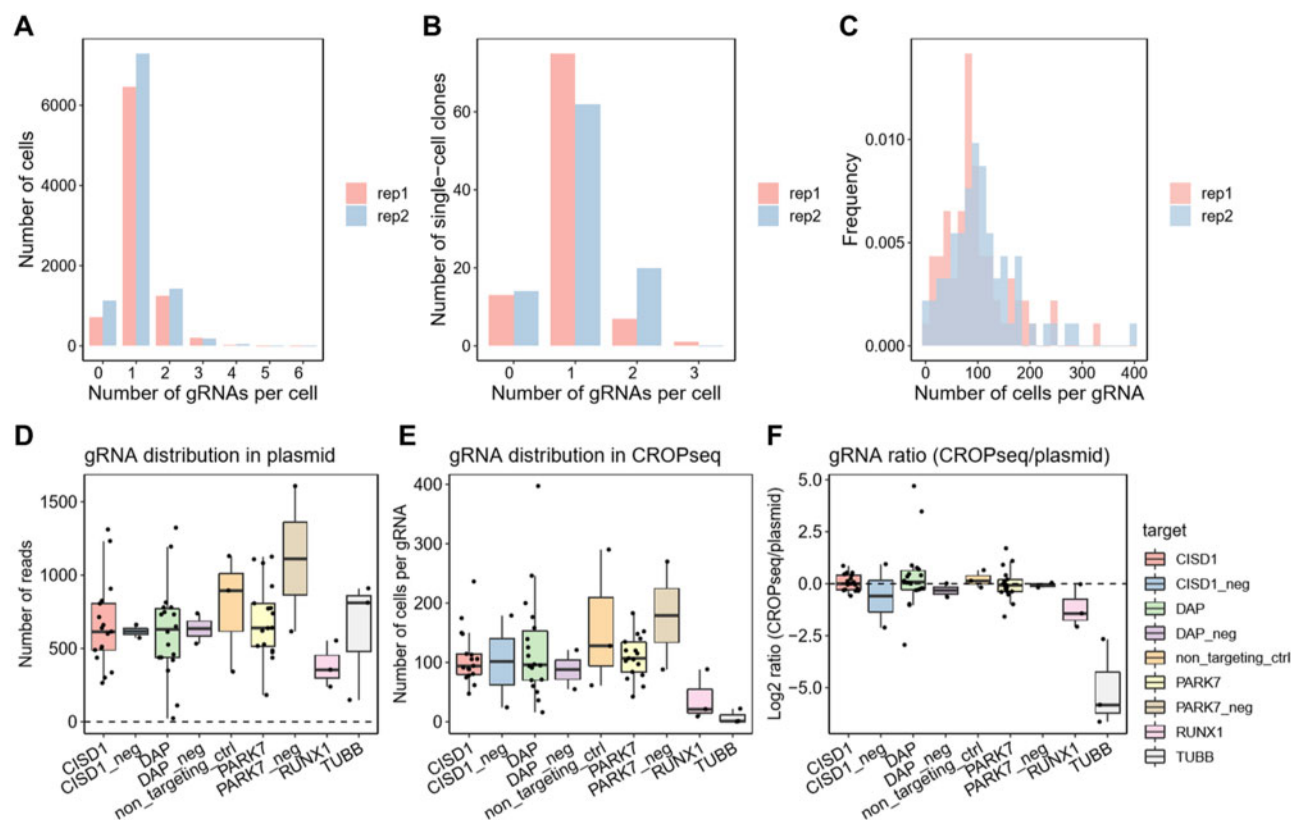 A
Number of cells
6000
4000
2000
0
0 1 2 3 4 5 6
Number of gRNAs per cell
rep1
rep2
B
Number of single-cell clones
60
40
20
0
0 1 2 3
Number of gRNAs per cell
rep1
rep2
C
Frequency
0.010
0.005
0.000
0 100 200 300 400
Number of cells per gRNA
rep1
rep2
D
gRNA distribution in plasmid
Number of reads
1500
1000
500
0
CISD1
CISD1_neg
DAP
DAP_neg
non_targeting_ctrl
PARK7
PARK7_neg
RUNX1
TUBB
E
gRNA distribution in CROPseq
Number of cells per gRNA
400
300
200
100
0
CISD1
CISD1_neg
DAP
DAP_neg
non_targeting_ctrl
PARK7
PARK7_neg
RUNX1
TUBB
F
gRNA ratio (CROPseq/plasmid)
Log2 ratio (CROPseq/plasmid)
5.0
2.5
0.0
−2.5
−5.0
CISD1
CISD1_neg
DAP
DAP_neg
non_targeting_ctrl
PARK7
PARK7_neg
RUNX1
TUBB
target
CISD1
CISD1_neg
DAP
DAP_neg
non_targeting_ctrl
PARK7
PARK7_neg
RUNX1
TUBB